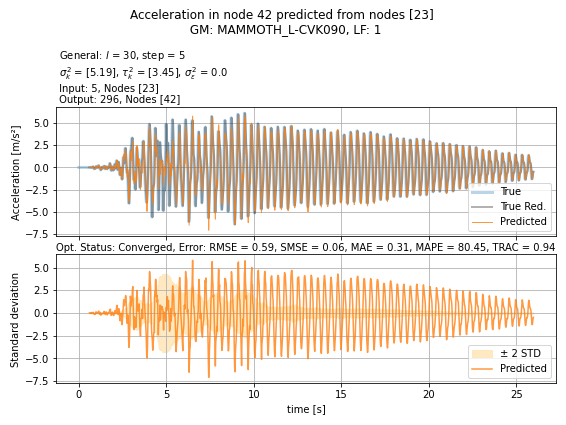 Acceleration in node 42 predicted from nodes [23]
GM: MAMMOTH_L-CVK090, LF: 1
General: l = 30, step = 5
σ²ₖ = [5.19], τ²ₖ = [3.45], σ²ε = 0.0
Input: 5, Nodes [23]
Output: 296, Nodes [42]
Acceleration [m/s²]
5.0
2.5
0.0
−2.5
−5.0
−7.5
True
True Red.
Predicted
Opt. Status: Converged, Error: RMSE = 0.59, SMSE = 0.06, MAE = 0.31, MAPE = 80.45, TRAC = 0.94
Standard deviation
5.0
2.5
0.0
−2.5
−5.0
−7.5
± 2 STD
Predicted
0 5 10 15 20 25
time [s]